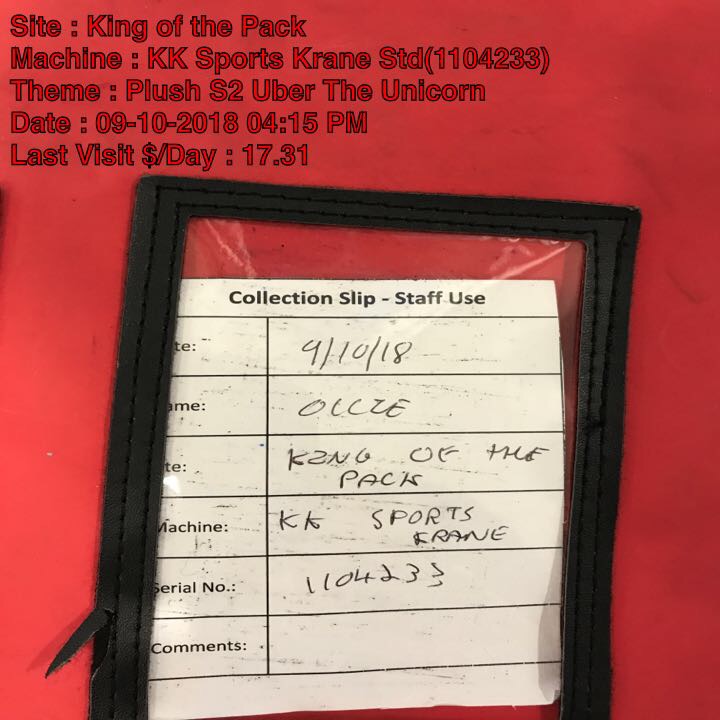 Site : King of the Pack
Machine : KK Sports Krane Std(1104233)
Theme : Plush S2 Uber The Unicorn
Date : 09-10-2018 04:15 PM
Last Visit $/Day : 17.31
Collection Slip - Staff Use
te: 9/10/18
ame: OLLIE
te: KING OF THE
PACK
Machine: KK SPORTS
KRANE
Serial No.: 1104233
Comments: